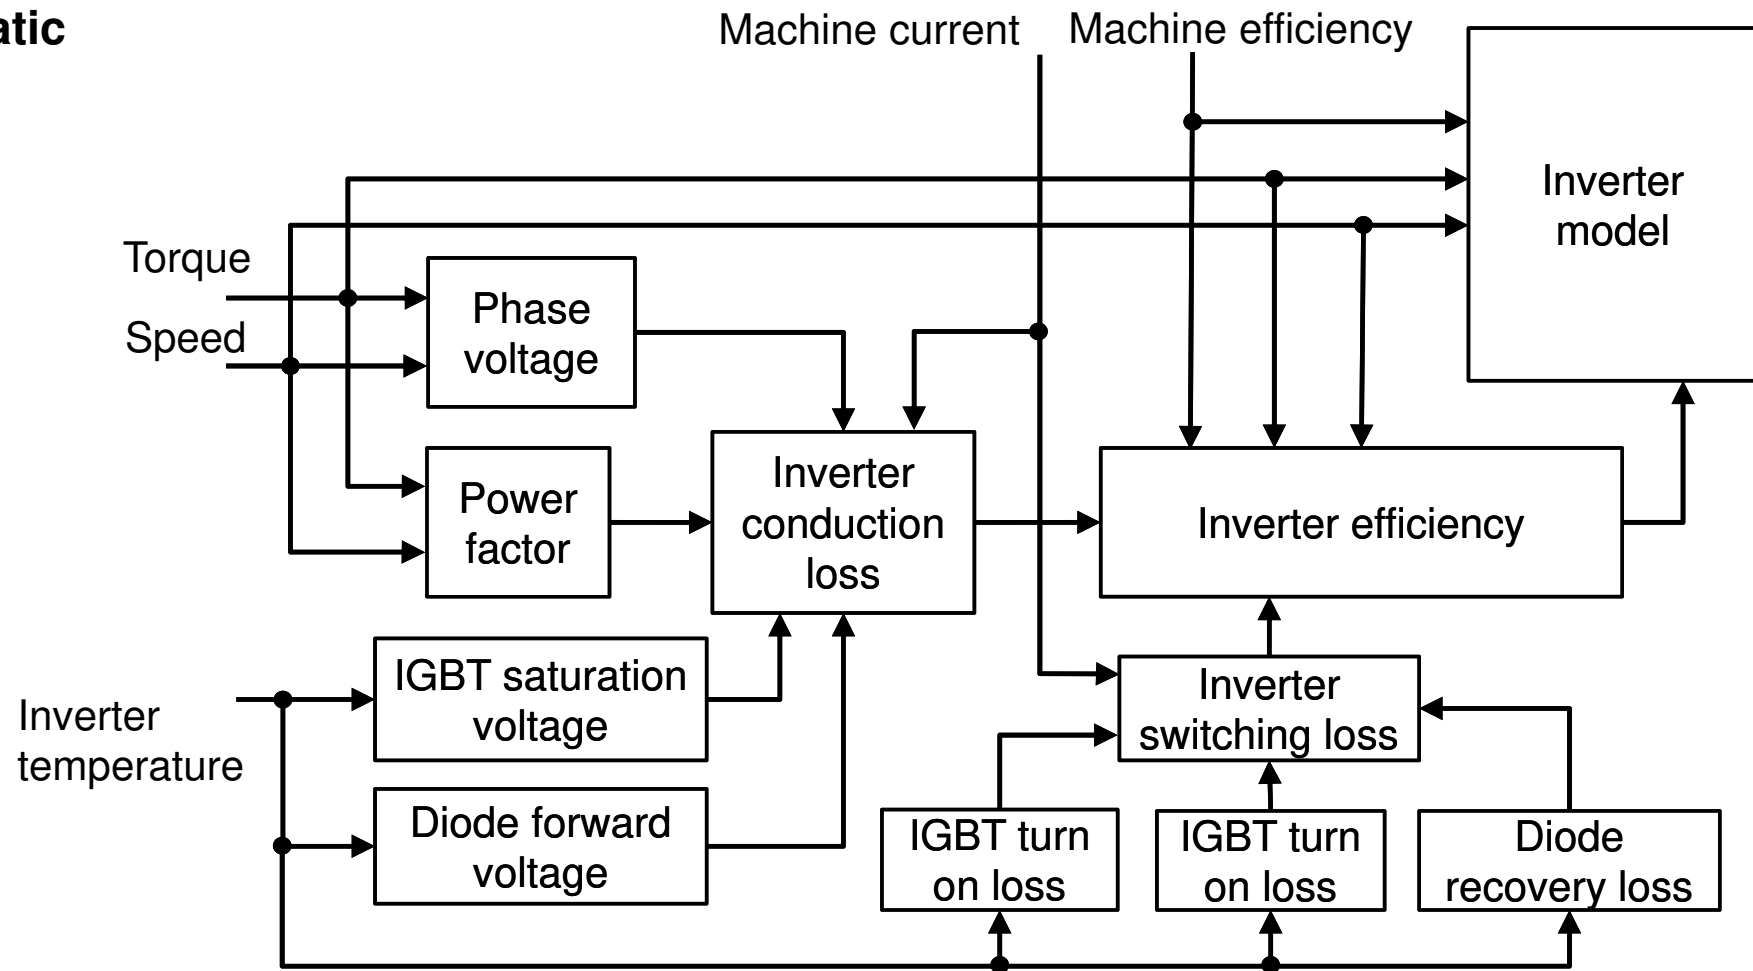 atic
Machine current
Machine efficiency
Inverter
model
Torque
Speed
Phase
voltage
Power
factor
Inverter
conduction
loss
Inverter efficiency
Inverter
temperature
IGBT saturation
voltage
Diode forward
voltage
Inverter
switching loss
IGBT turn
on loss
IGBT turn
on loss
Diode
recovery loss